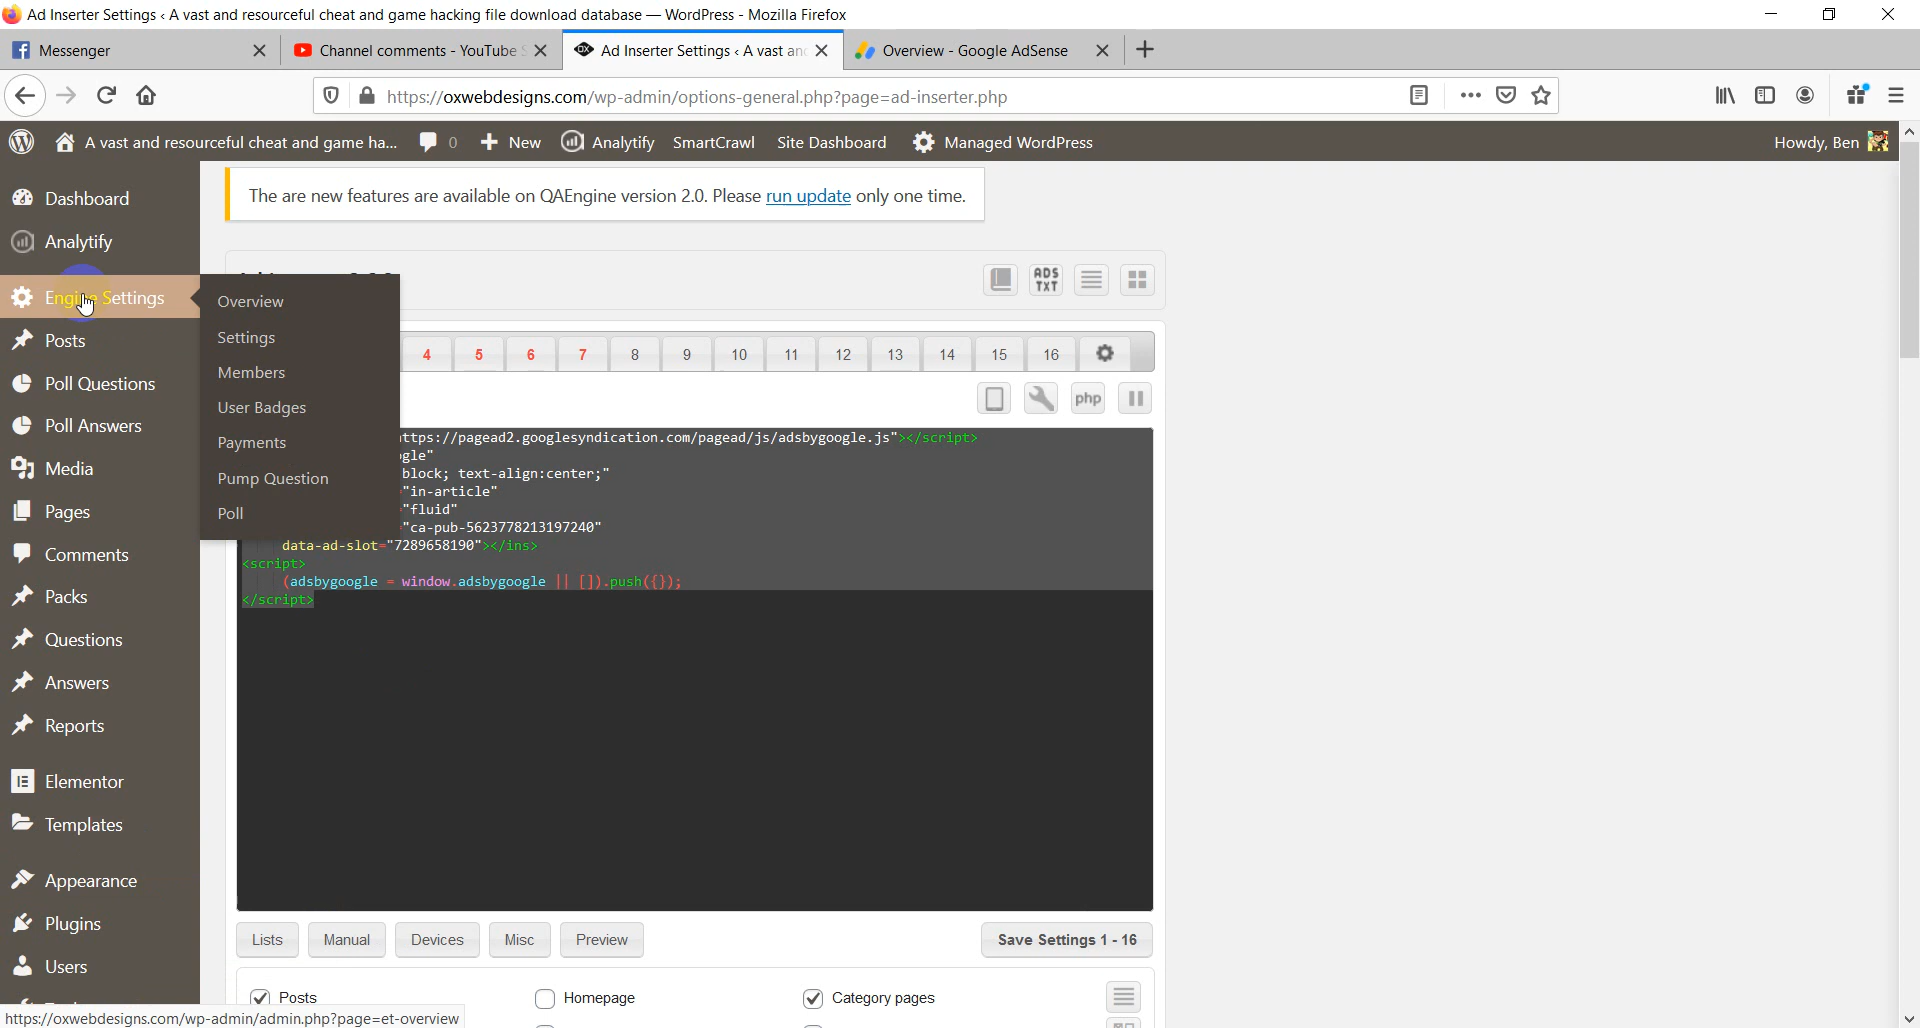 Ad Inserter Settings ‹ A vast and resourceful cheat and game hacking file download database — WordPress - Mozilla Firefox
Messenger
Channel comments - YouTube S
Ad Inserter Settings ‹ A vast an
Overview - Google AdSense
https://oxwebdesigns.com/wp-admin/options-general.php?page=ad-inserter.php
A vast and resourceful cheat and game ha...
0
New
Analytify
SmartCrawl
Site Dashboard
Managed WordPress
Howdy, Ben
The are new features are available on QAEngine version 2.0. Please run update only one time.
Dashboard
Analytify
Engine Settings
Posts
Poll Questions
Poll Answers
Media
Pages
Comments
Packs
Questions
Answers
Reports
Elementor
Templates
Appearance
Plugins
Users
Overview
Settings
Members
User Badges
Payments
Pump Question
Poll
ADS TXT
4 5 6 7 8 9 10 11 12 13 14 15 16
php
ttps://pagead2.googlesyndication.com/pagead/js/adsbygoogle.js"></script>
gle"
block; text-align:center;"
"in-article"
"fluid"
"ca-pub-5623778213197240"
data-ad-slot="7289658190"></ins>
<script>
(adsbygoogle = window.adsbygoogle || []).push({});
</script>
Lists
Manual
Devices
Misc
Preview
Save Settings 1 - 16
Posts
Homepage
Category pages
https://oxwebdesigns.com/wp-admin/admin.php?page=et-overview